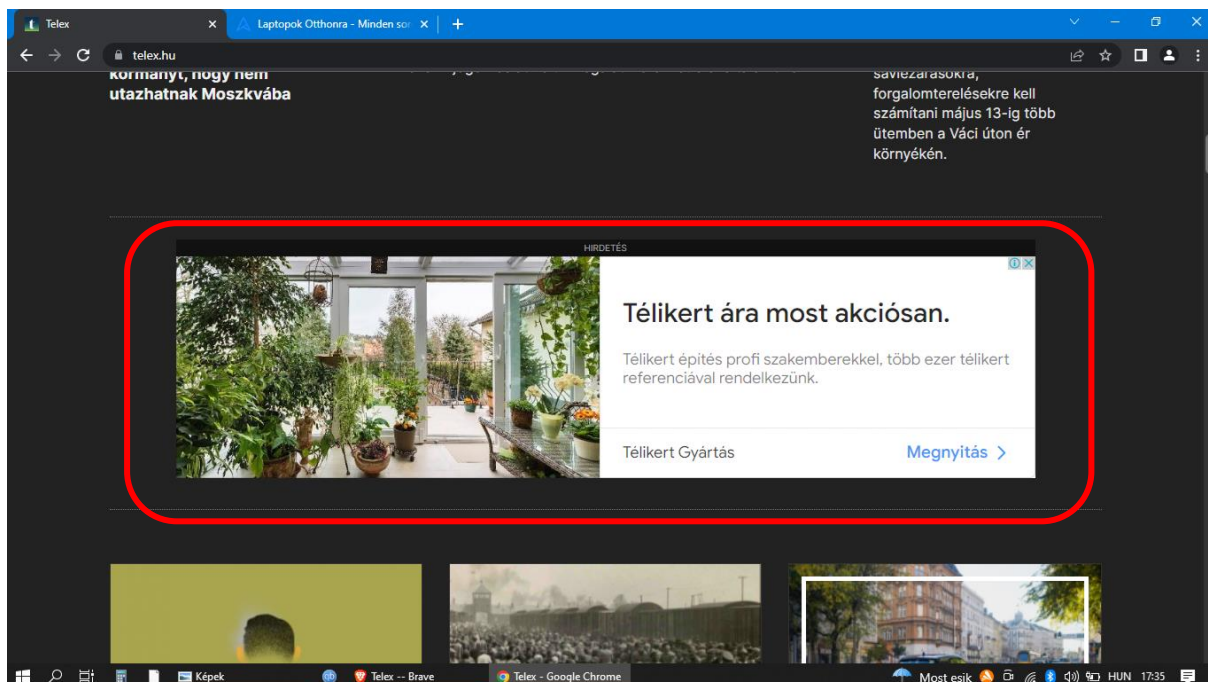 Telex
Laptopok Otthonra - Minden sor
telex.hu
kormányt, hogy nem
utazhatnak Moszkvába
sávlezárásokra,
forgalomterelésekre kell
számítani május 13-ig több
ütemben a Váci úton ér
környékén.
HIRDETÉS
Télikert ára most akciósan.
Télikert építés profi szakemberekkel, több ezer télikert
referenciával rendelkezünk.
Télikert Gyártás
Megnyitás >
Képek
Telex -- Brave
Telex - Google Chrome
Most esik
HUN
17:35